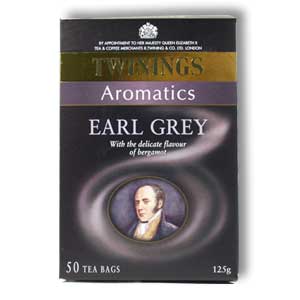 BY APPOINTMENT TO HER MAJESTY QUEEN ELIZABETH II
TEA & COFFEE MERCHANTS R.TWINING & CO. LTD. LONDON
TWININGS
Aromatics
EARL GREY
With the delicate flavour
of bergamot
50 TEA BAGS
125g